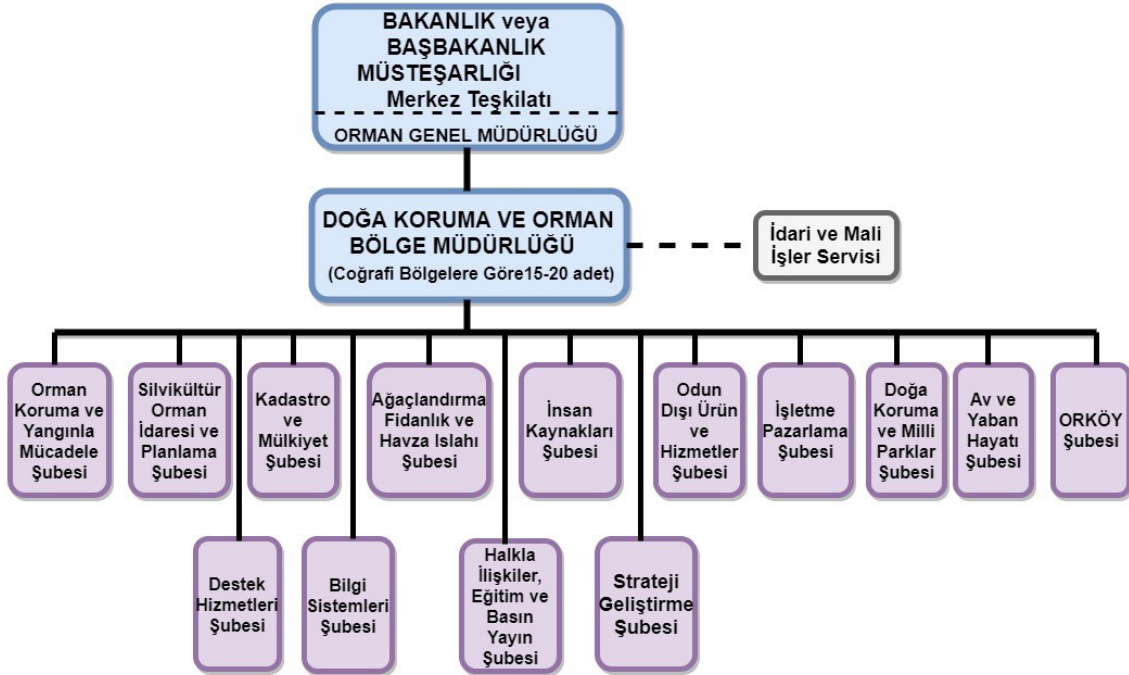 BAKANLIK veya
BAŞBAKANLIK
MÜSTEŞARLIĞI
Merkez Teşkilatı
ORMAN GENEL MÜDÜRLÜĞÜ
DOĞA KORUMA VE ORMAN
BÖLGE MÜDÜRLÜĞÜ
(Coğrafi Bölgelere Göre15-20 adet)
İdari ve Mali
İşler Servisi
Orman
Koruma ve
Yangınla
Mücadele
Şubesi
Silvikültür
Orman
İdaresi ve
Planlama
Şubesi
Kadastro
ve
Mülkiyet
Şubesi
Ağaçlandırma
Fidanlık ve
Havza Islahı
Şubesi
İnsan
Kaynakları
Şubesi
Odun
Dışı Ürün
ve
Hizmetler
Şubesi
İşletme
Pazarlama
Şubesi
Doğa
Koruma
ve Milli
Parklar
Şubesi
Av ve
Yaban
Hayatı
Şubesi
ORKÖY
Şubesi
Destek
Hizmetleri
Şubesi
Bilgi
Sistemleri
Şubesi
Halkla
İlişkiler,
Eğitim ve
Basın
Yayın
Şubesi
Strateji
Geliştirme
Şubesi